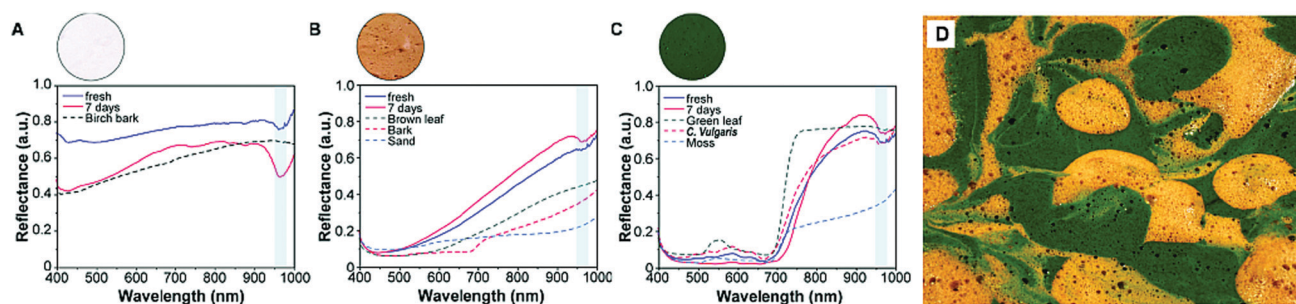 A
1.0
0.8
0.6
0.4
0.2
0
Reflectance (a.u.)
fresh
7 days
Birch bark
400 500 600 700 800 900 1000
Wavelength (nm)
B
1.0
0.8
0.6
0.4
0.2
0
Reflectance (a.u.)
fresh
7 days
Brown leaf
Bark
Sand
400 500 600 700 800 900 1000
Wavelength (nm)
C
1.0
0.8
0.6
0.4
0.2
0
Reflectance (a.u.)
fresh
7 days
Green leaf
C. Vulgaris
Moss
400 500 600 700 800 900 1000
Wavelength (nm)
D